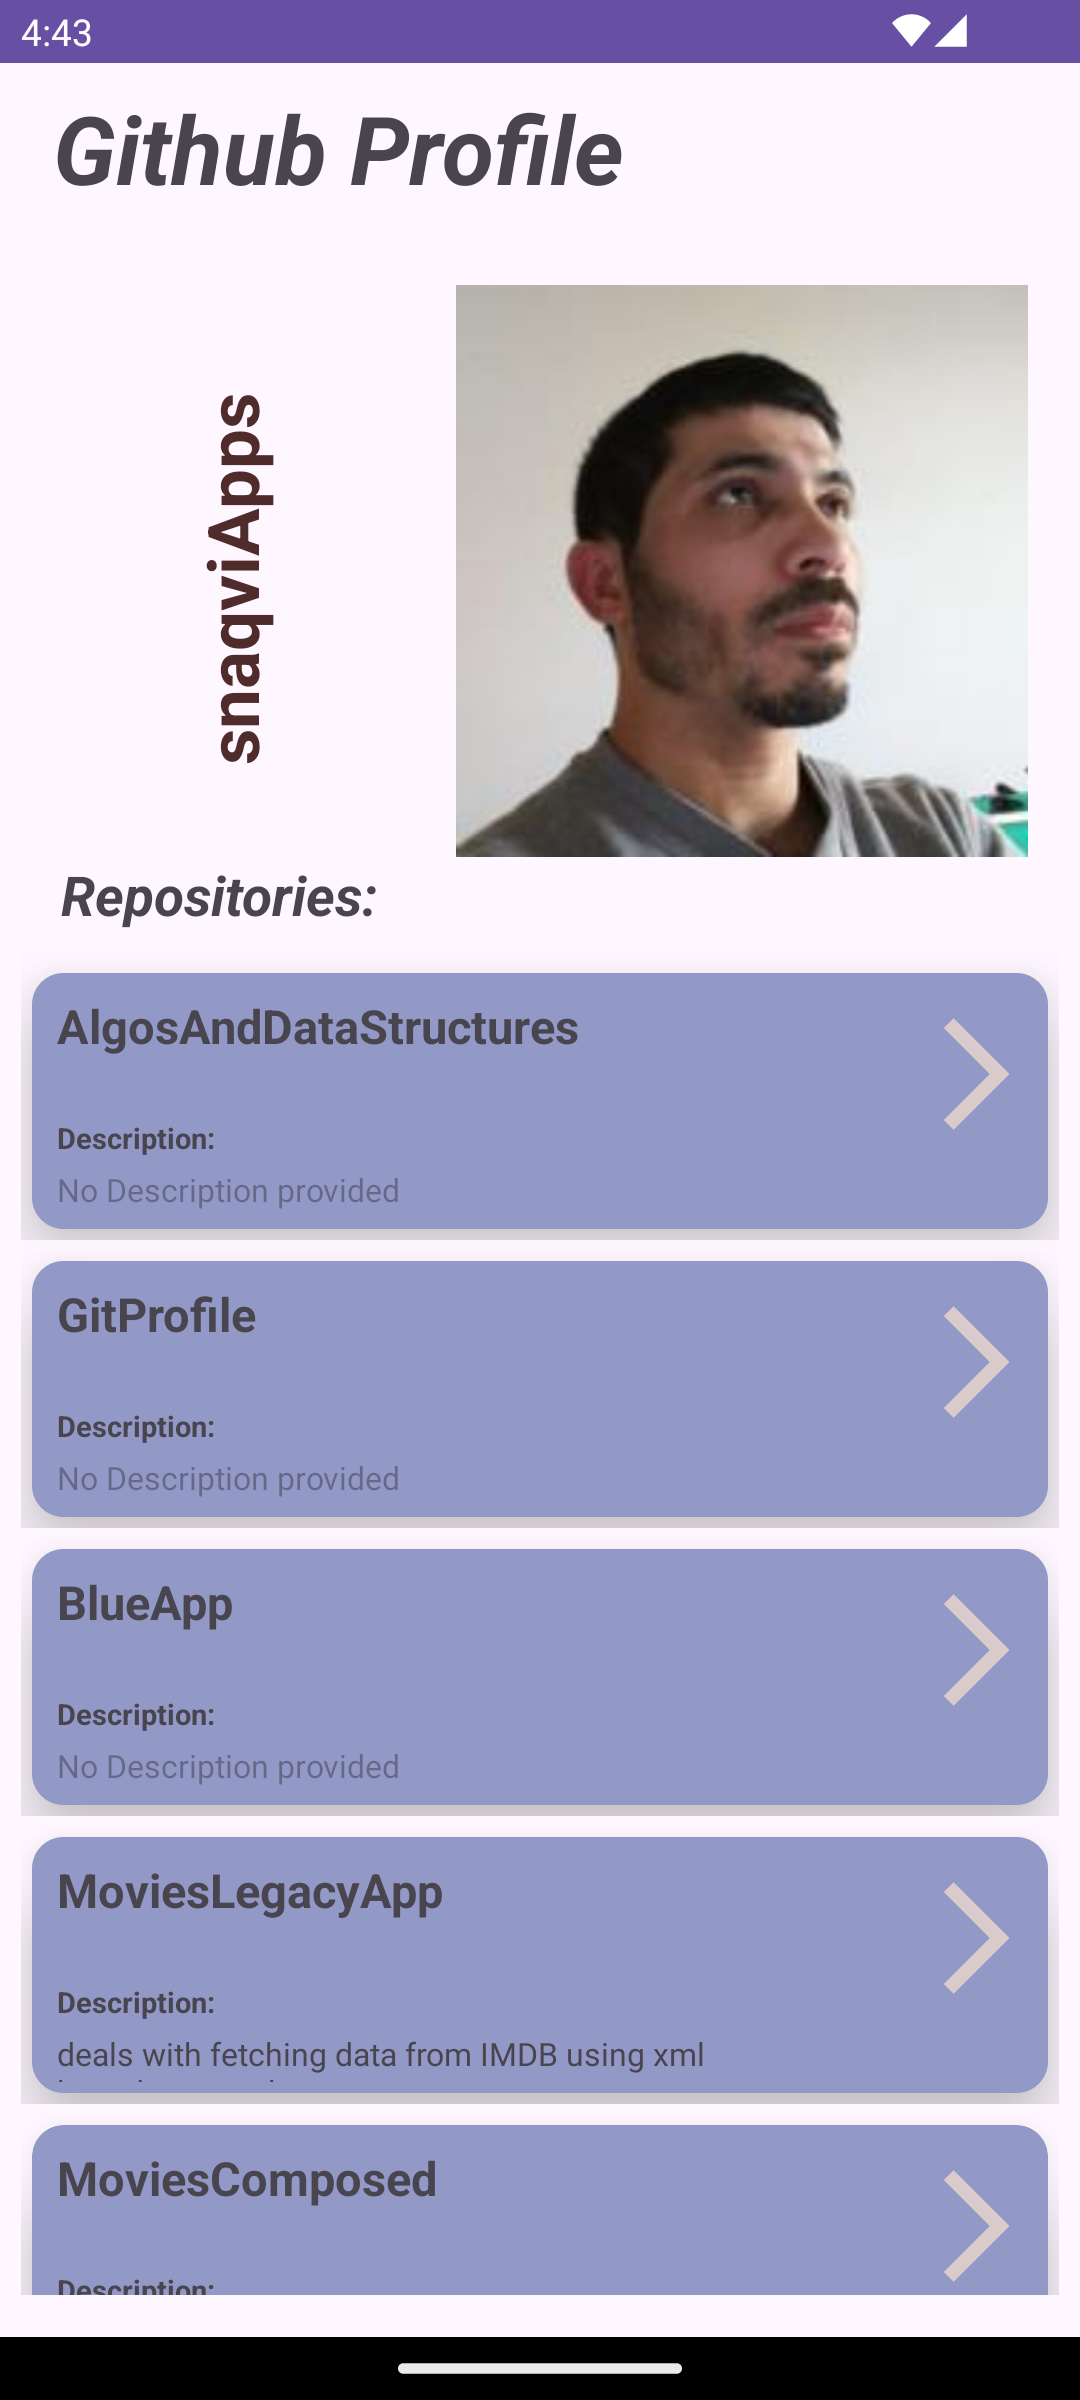 4:43
Github Profile
snaqviApps
Repositories:
AlgosAndDataStructures
Description:
No Description provided
GitProfile
Description:
No Description provided
BlueApp
Description:
No Description provided
MoviesLegacyApp
Description:
deals with fetching data from IMDB using xml
MoviesComposed
Description: